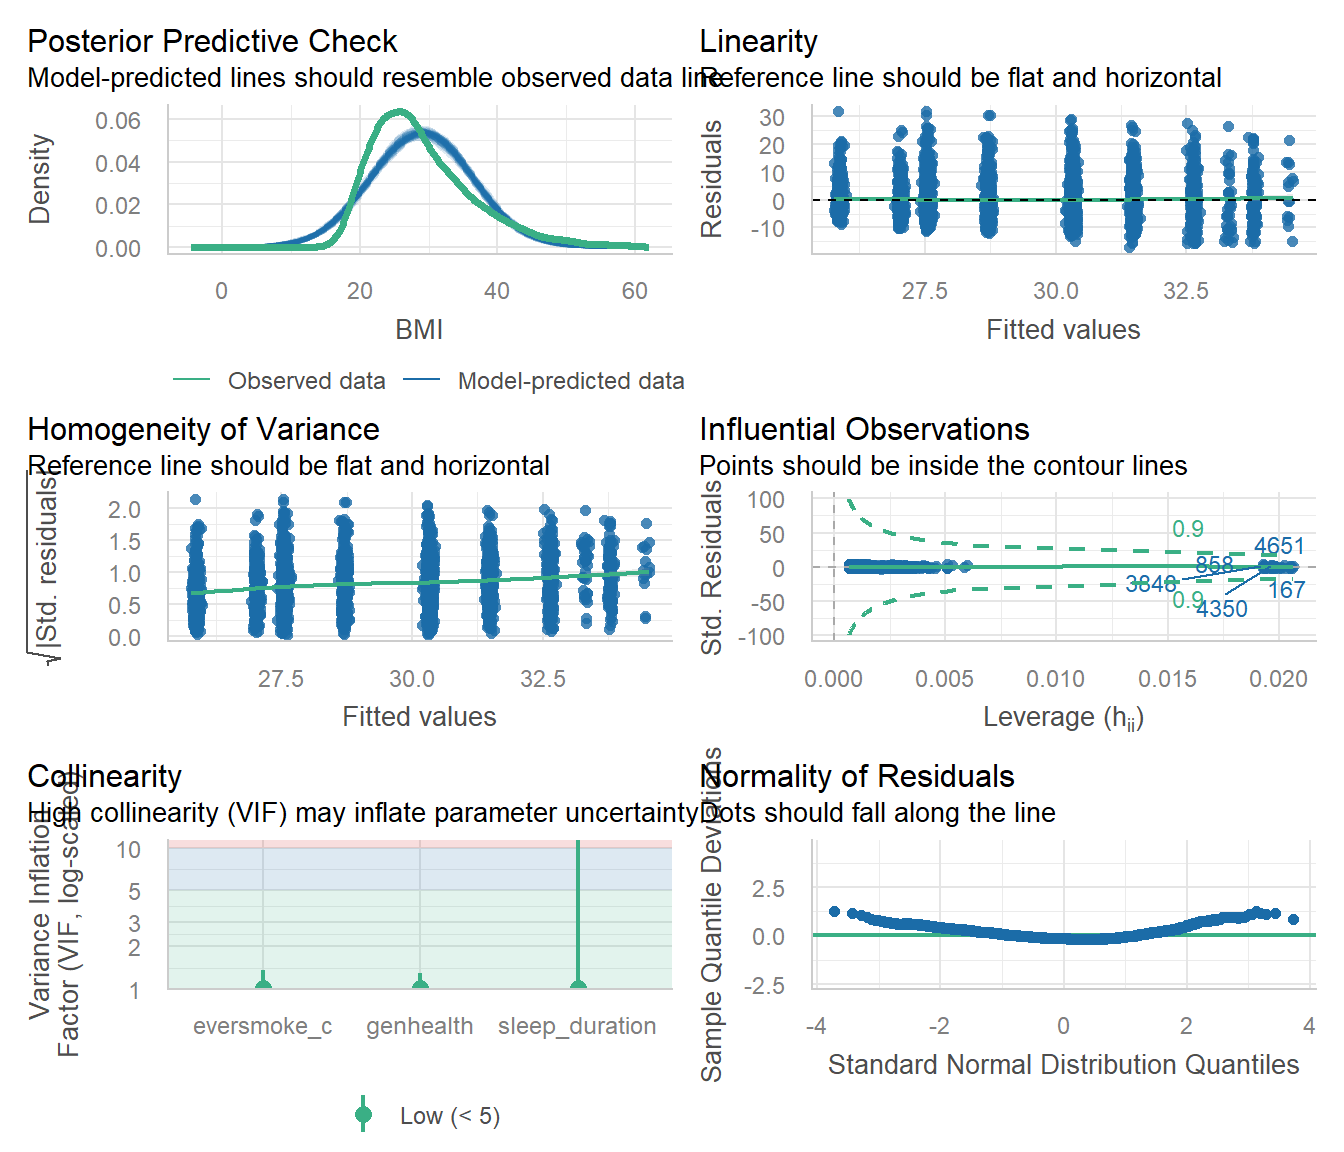 Posterior Predictive Check
Model-predicted lines should resemble observed data line
Density
0.06
0.04
0.02
0.00
0
20
40
60
BMI
Observed data
Model-predicted data
Linearity
Reference line should be flat and horizontal
Residuals
30
20
10
0
-10
27.5
30.0
32.5
Fitted values
Homogeneity of Variance
Reference line should be flat and horizontal
√|Std. residuals|
2.0
1.5
1.0
0.5
0.0
27.5
30.0
32.5
Fitted values
Influential Observations
Points should be inside the contour lines
Std. Residuals
100
50
0
-50
-100
0.9
4651
858
3848
167
0.9
4350
0.000
0.005
0.010
0.015
0.020
Leverage (hii)
Collinearity
High collinearity (VIF) may inflate parameter uncertainty
Variance Inflation
Factor (VIF, log-scaled)
10
5
3
2
1
eversmoke_c
genhealth
sleep_duration
Low (< 5)
Normality of Residuals
Dots should fall along the line
Sample Quantile Deviations
2.5
0.0
-2.5
-4
-2
0
2
4
Standard Normal Distribution Quantiles